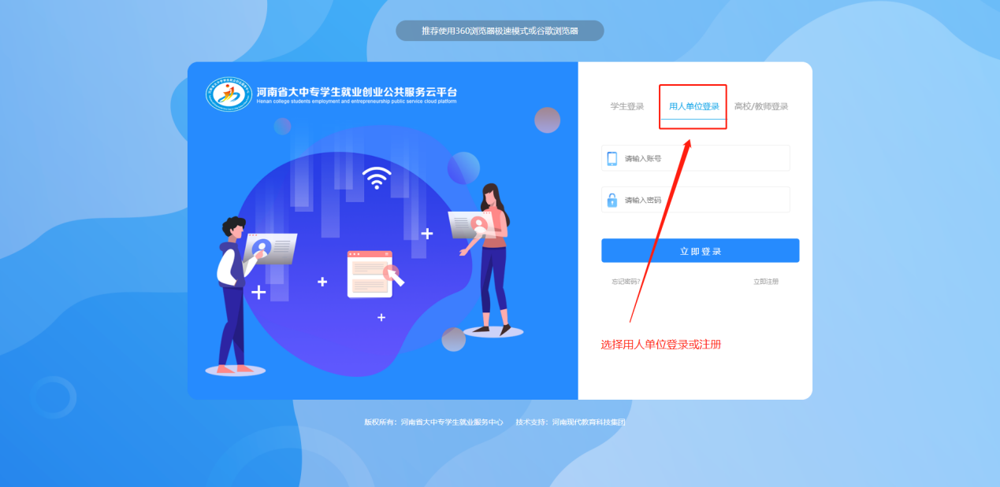 推荐使用360浏览器极速模式或谷歌浏览器
河南省大中专学生就业创业公共服务云平台
Henan college students employment and entrepreneurship public service cloud platform
学生登录 用人单位登录 高校/教师登录
请输入账号
请输入密码
立即登录
忘记密码? 立即注册
选择用人单位登录或注册
版权所有：河南省大中专学生就业服务中心 技术支持：河南现代教育科技集团